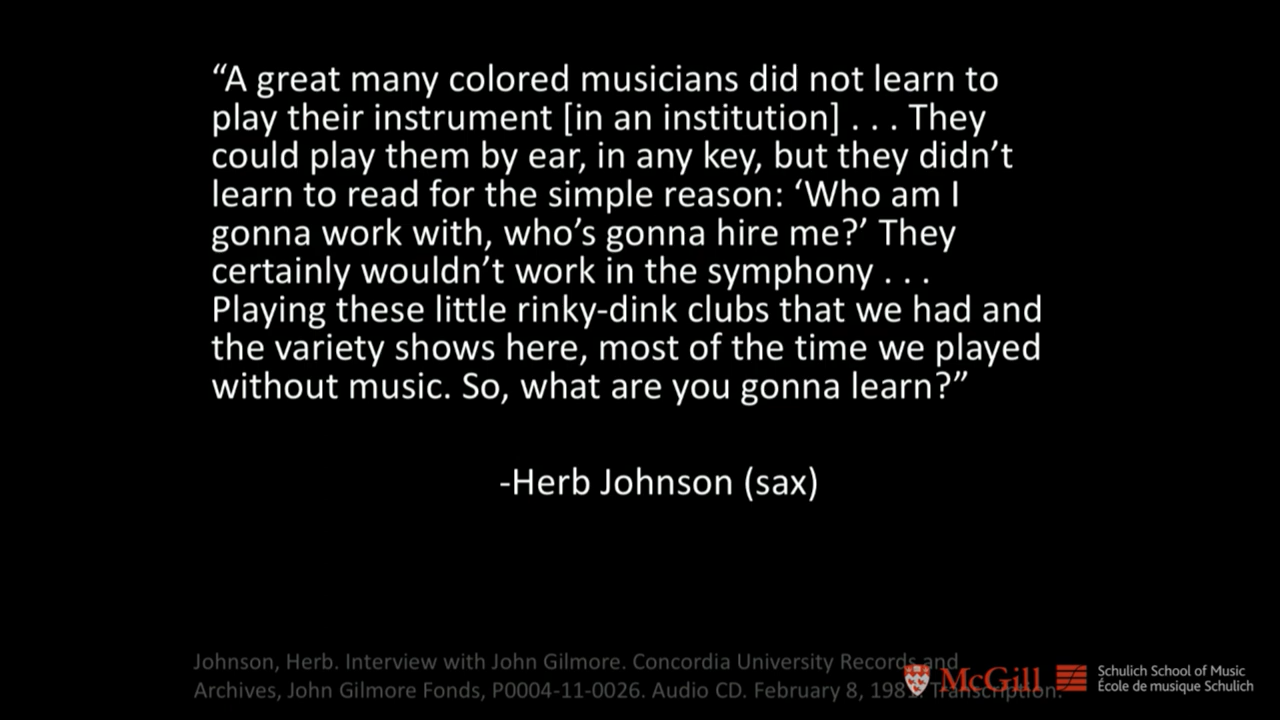 “A great many colored musicians did not learn to
play their instrument [in an institution] . . . They
could play them by ear, in any key, but they didn’t
learn to read for the simple reason: ‘Who am I
gonna work with, who’s gonna hire me?’ They
certainly wouldn’t work in the symphony . . .
Playing these little rinky-dink clubs that we had and
the variety shows here, most of the time we played
without music. So, what are you gonna learn?”
-Herb Johnson (sax)
Johnson, Herb. Interview with John Gilmore. Concordia University Records and
Archives, John Gilmore Fonds, P0004-11-0026. Audio CD. February 8, Transcription.
McGill
Schulich School of Music
École de musique Schulich